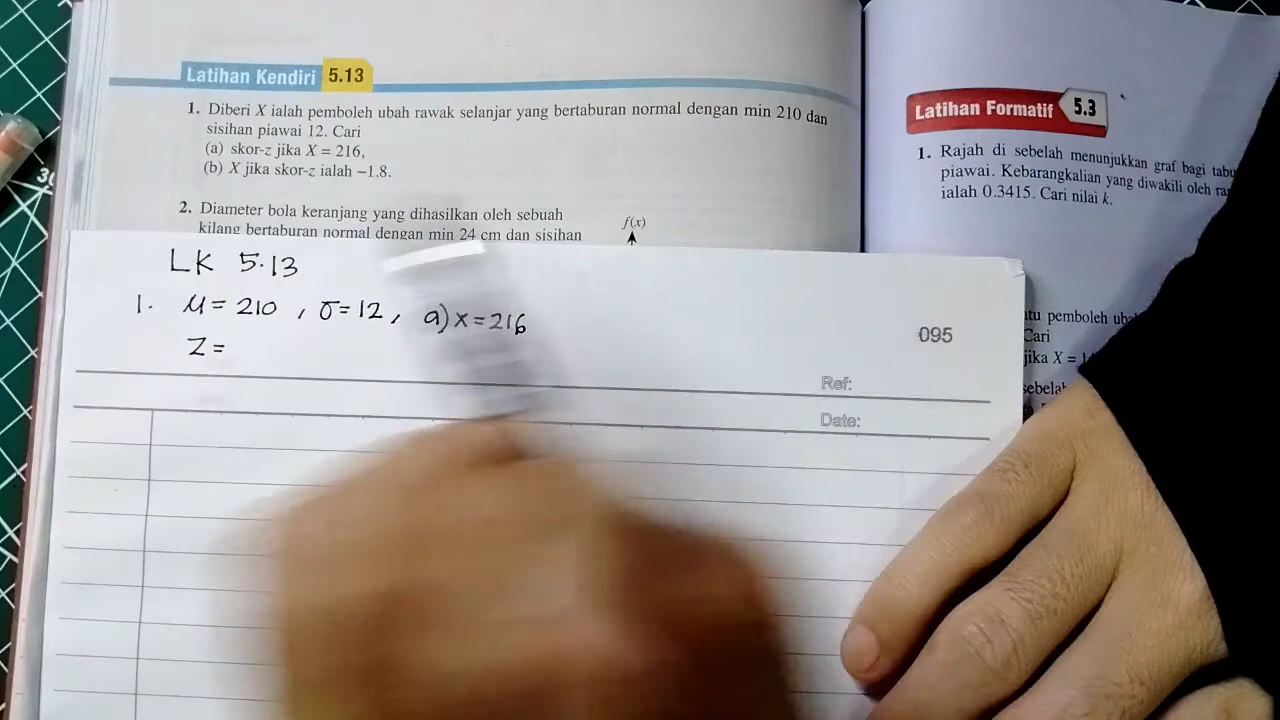 Latihan Kendiri 5.13
1. Diberi X ialah pemboleh ubah rawak selanjar yang bertaburan normal dengan min 210 dan
sisihan piawai 12. Cari
(a) skor-z jika X = 216,
(b) X jika skor-z ialah –1.8.
2. Diameter bola keranjang yang dihasilkan oleh sebuah
kilang bertaburan normal dengan min 24 cm dan sisihan
f(x)
LK 5.13
1. μ = 210 , σ = 12 , a) x = 216
Z =
095
Ref:
Date:
Latihan Formatif 5.3
1. Rajah di sebelah menunjukkan graf bagi
piawai. Kebarangkalian yang diwakili oleh
ialah 0.3415. Cari nilai k.
pemboleh
Cari
jika X =